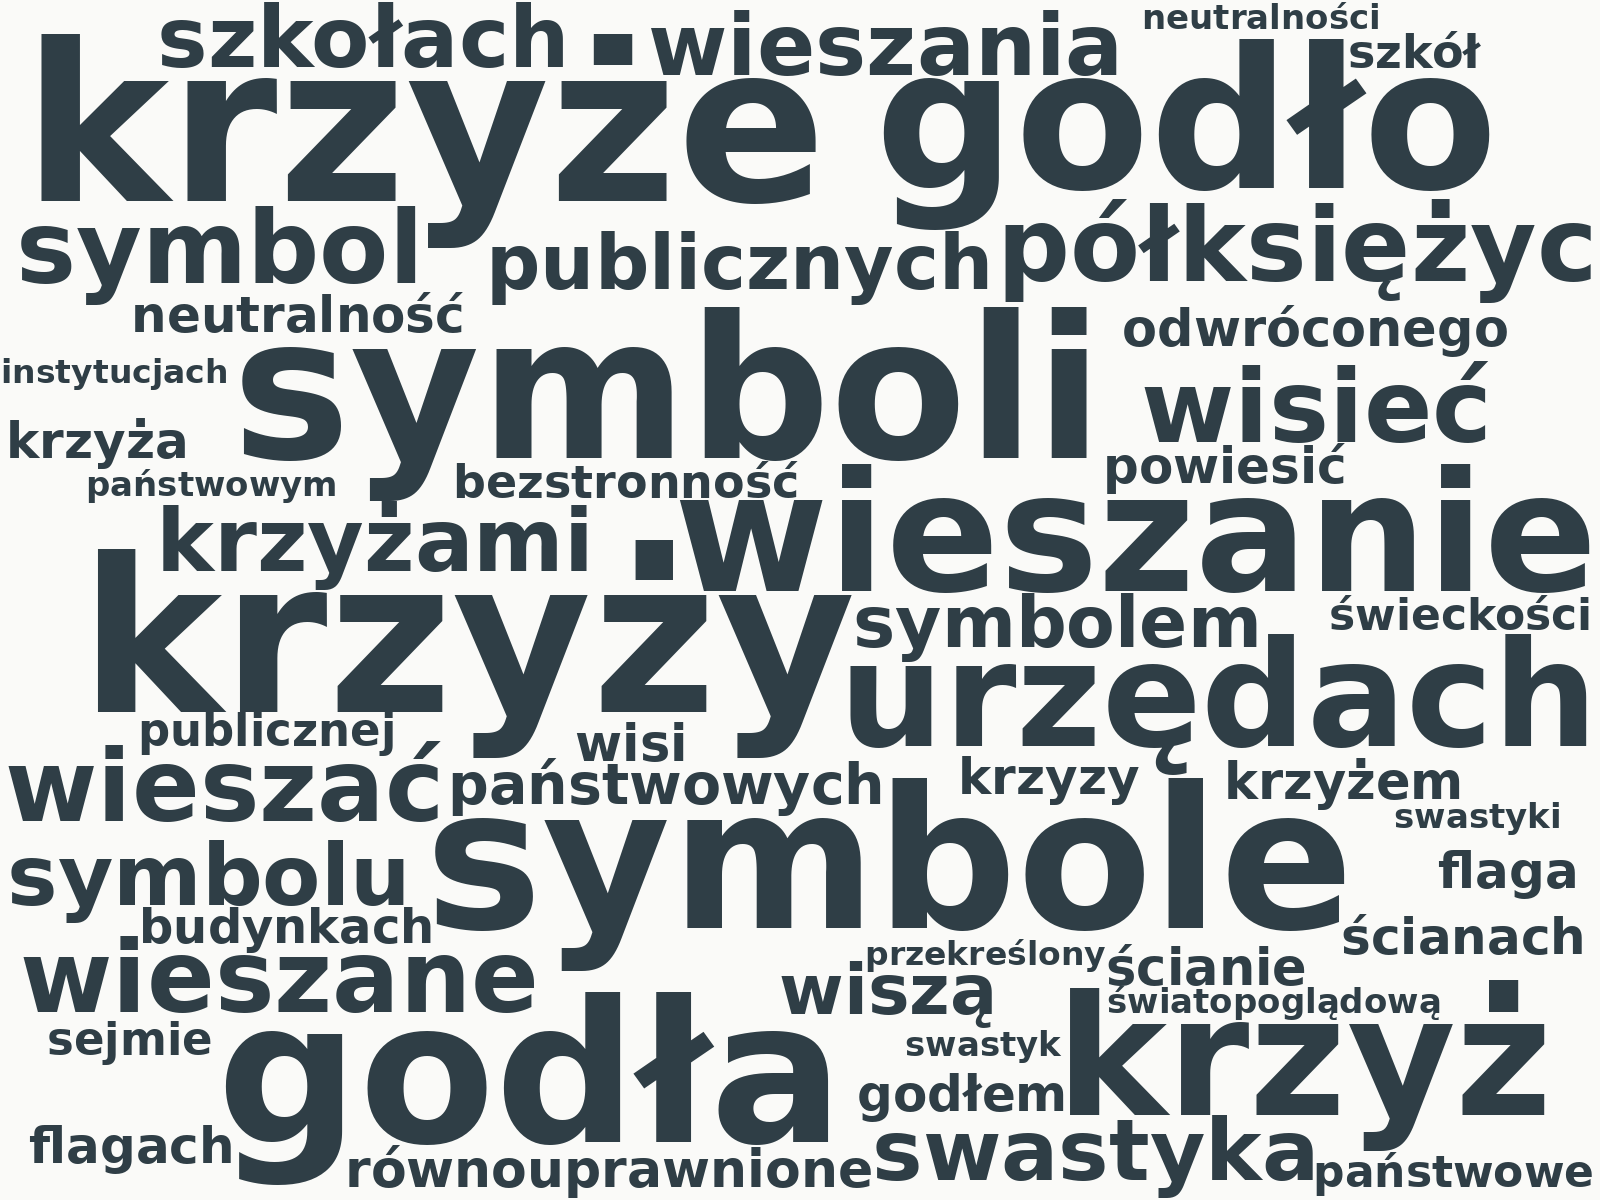 szkołach wieszania neutralności
szkół
krzyże godło
symbol publicznych półksiężyc
neutralność odwróconego
instytucjach symboli wisieć
krzyża
państwowym bezstronność powiesić
krzyżami wieszanie
krzyży symbolem świeckości
urzędach
publicznej wisi
wieszać państwowych krzyzy krzyżem
swastyki
symbolu symbole flaga
budynkach ścianach
wieszane przekreślony ścianie
wiszą światopoglądową
sejmie godła swastyk krzyż
godłem
flagach równouprawnione swastyka państwowe